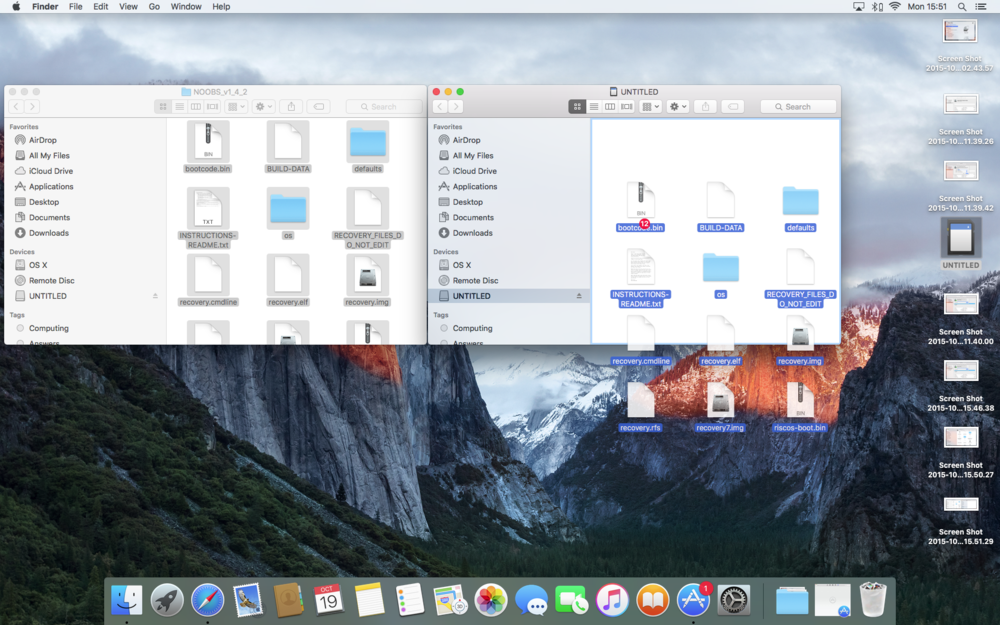 Finder File Edit View Go Window Help Mon 15:51
Screen Shot
2015-10...02.43.57
Screen Shot
2015-10...11.39.26
Screen Shot
2015-10...11.39.42
UNTITLED
Screen Shot
2015-10...11.40.00
Screen Shot
2015-10...15.46.38
Screen Shot
2015-10...15.50.27
Screen Shot
2015-10...15.51.29
NOOBS_v1_4_2
Search
Favorites
AirDrop
All My Files
iCloud Drive
Applications
Desktop
Documents
Downloads
Devices
OS X
Remote Disc
UNTITLED
Tags
Computing
Answers
BIN
bootcode.bin
BUILD-DATA
defaults
TXT
INSTRUCTIONS-
README.txt
os
RECOVERY_FILES_D
O_NOT_EDIT
recovery.cmdline
recovery.elf
recovery.img
UNTITLED
Search
Favorites
AirDrop
All My Files
iCloud Drive
Applications
Desktop
Documents
Downloads
Devices
OS X
Remote Disc
UNTITLED
Tags
Computing
Answers
BIN
12
bootcode.bin
BUILD-DATA
defaults
INSTRUCTIONS-
README.txt
os
RECOVERY_FILES_D
O_NOT_EDIT
recovery.cmdline
recovery.elf
recovery.img
recovery.rfs
recovery7.img
BIN
riscos-boot.bin
OCT
19
1